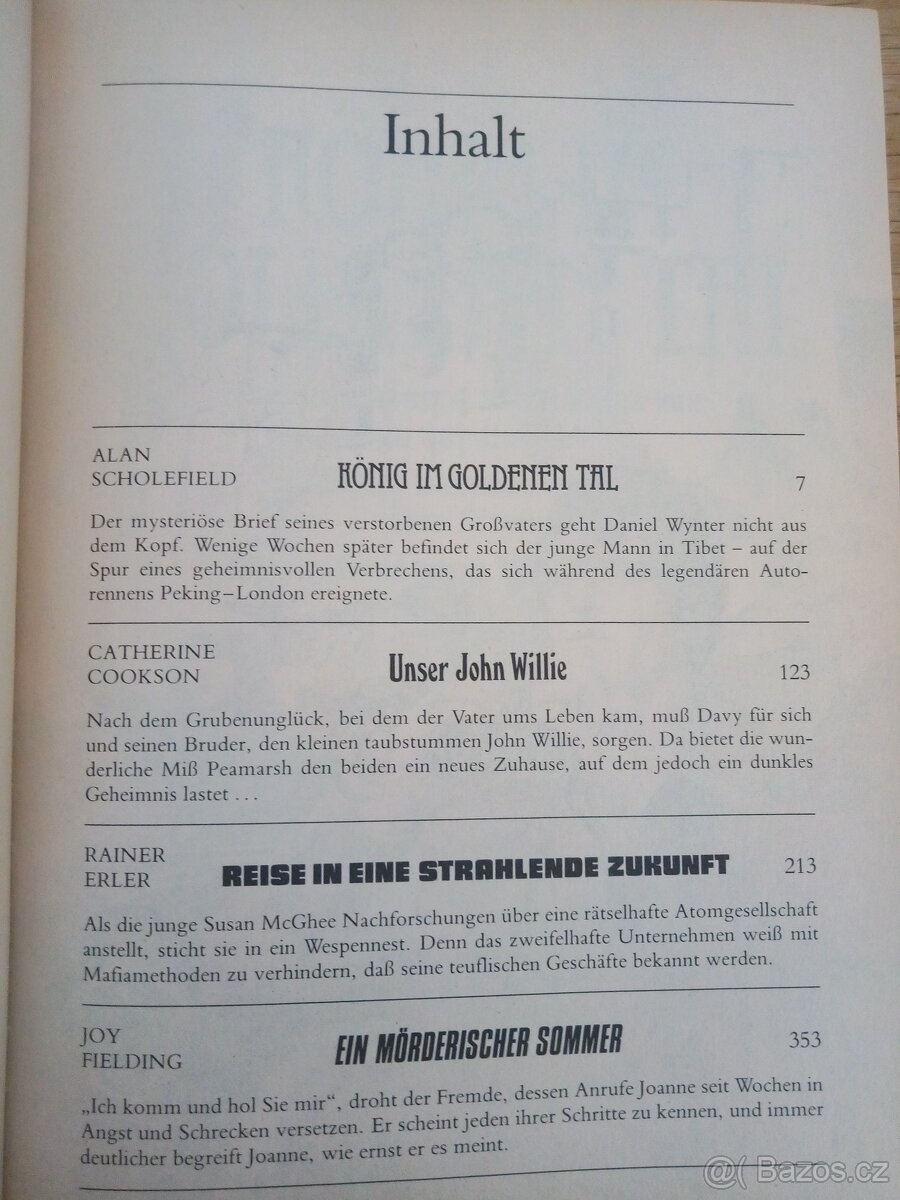 Inhalt
ALAN
SCHOLEFIELD
KÖNIG IM GOLDENEN TAL
7
Der mysteriöse Brief seines verstorbenen Großvaters geht Daniel Wynter nicht aus
dem Kopf. Wenige Wochen später befindet sich der junge Mann in Tibet – auf der
Spur eines geheimnisvollen Verbrechens, das sich während des legendären Auto-
rennens Peking–London ereignete.
CATHERINE
COOKSON
Unser John Willie
123
Nach dem Grubenunglück, bei dem der Vater ums Leben kam, muß Davy für sich
und seinen Bruder, den kleinen taubstummen John Willie, sorgen. Da bietet die wun-
derliche Miß Peamarsh den beiden ein neues Zuhause, auf dem jedoch ein dunkles
Geheimnis lastet ...
RAINER
ERLER
REISE IN EINE STRAHLENDE ZUKUNFT
213
Als die junge Susan McGhee Nachforschungen über eine rätselhafte Atomgesellschaft
anstellt, sticht sie in ein Wespennest. Denn das zweifelhafte Unternehmen weiß mit
Mafiamethoden zu verhindern, daß seine teuflischen Geschäfte bekannt werden.
JOY
FIELDING
EIN MÖRDERISCHER SOMMER
353
„Ich komm und hol Sie mir“, droht der Fremde, dessen Anrufe Joanne seit Wochen in
Angst und Schrecken versetzen. Er scheint jeden ihrer Schritte zu kennen, und immer
deutlicher begreift Joanne, wie ernst er es meint.
@( Bazos.cz